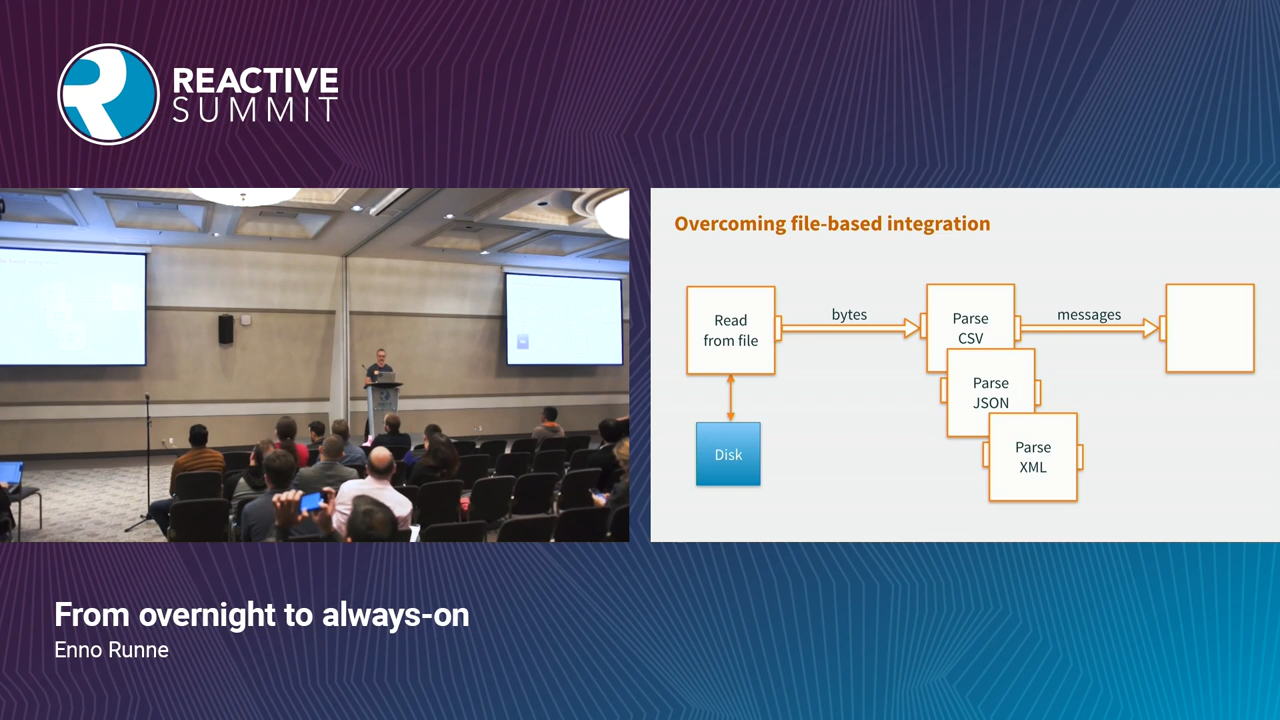 REACTIVE
SUMMIT
Overcoming file-based integration
Read
from file
bytes
Parse
CSV
messages
Parse
JSON
Parse
XML
Disk
From overnight to always-on
Enno Runne